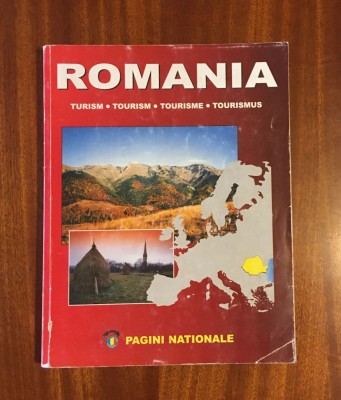 ROMANIA
TURISM • TOURISM • TOURISME • TOURISMUS
PAGINI NATIONALE